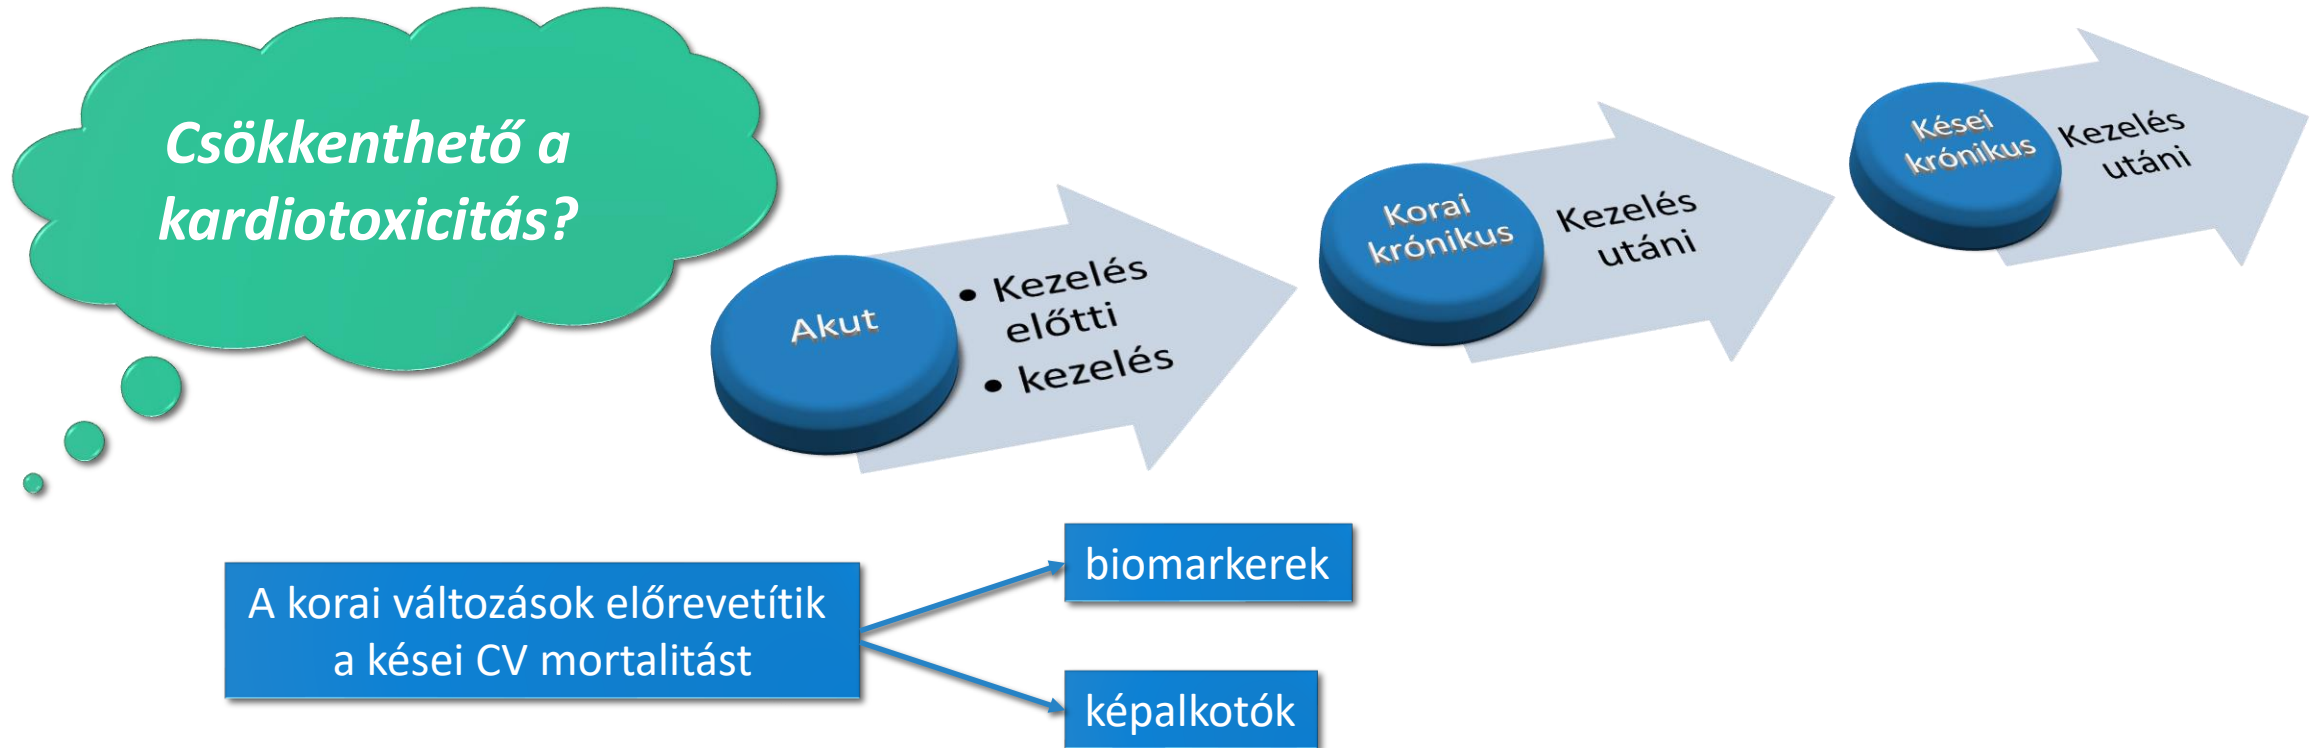 Csökkenthető a
kardiotoxicitás?
Akut
• Kezelés
előtti
• kezelés
Korai
krónikus
Kezelés
utáni
Kései
krónikus
Kezelés
utáni
A korai változások előrevetítik
a kései CV mortalitást
biomarkerek
képalkotók